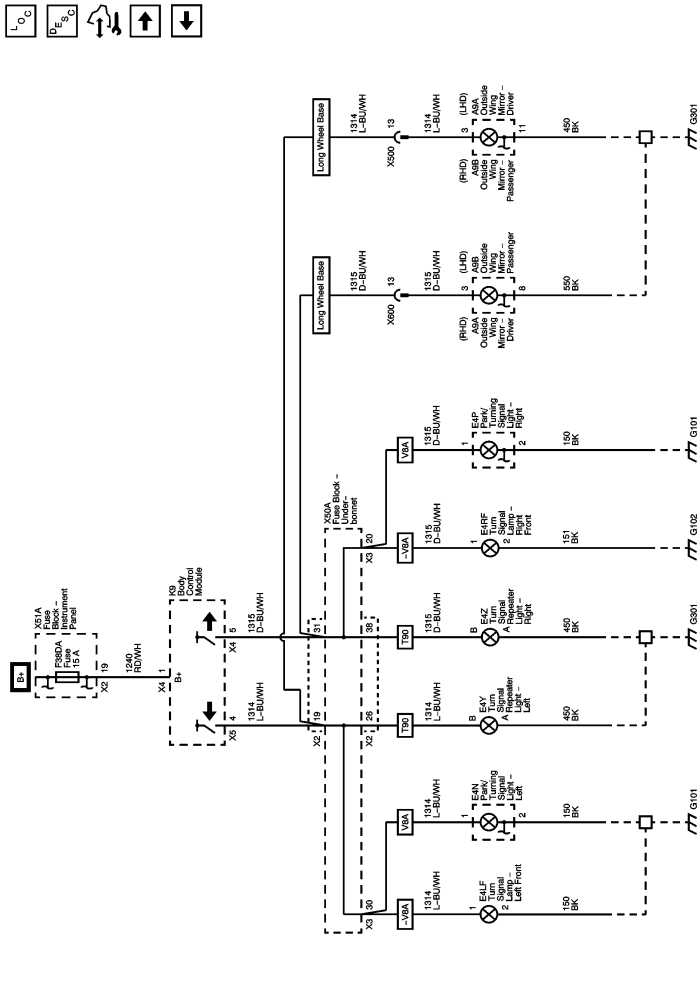 LOC
DESC
B+
X51A
Fuse
Block –
Instrument
Panel
F38DA
Fuse
15 A
19
X2
1240
RD/WH
1
X4
K9
Body
Control
Module
B+
4
X5
5
X4
1314
L–BU/WH
1315
D–BU/WH
X50A
Fuse Block –
Under–
bonnet
19
X2
31
26
X2
38
30
X3
20
X3
–V8A
V8A
T90
T90
–V8A
V8A
Long Wheel Base
Long Wheel Base
1315
D–BU/WH
1314
L–BU/WH
13
X600
13
X500
1314
L–BU/WH
1314
L–BU/WH
1314
L–BU/WH
1315
D–BU/WH
1315
D–BU/WH
1315
D–BU/WH
1315
D–BU/WH
1314
L–BU/WH
1
E4LF
Turn
Signal
Lamp –
Left Front
2
1
E4N
Park/
Turning
Signal
Light –
Left
2
B
E4Y
Turn
Signal
Repeater
Light –
Left
A
B
E4Z
Turn
Signal
Repeater
Light –
Right
A
1
E4RF
Turn
Signal
Lamp –
Right
Front
2
1
E4P
Park/
Turning
Signal
Light –
Right
2
3
(RHD)
A9A
Outside
Wing
Mirror –
Driver
(LHD)
A9B
Outside
Wing
Mirror –
Passenger
8
3
(RHD)
A9B
Outside
Wing
Mirror –
Passenger
(LHD)
A9A
Outside
Wing
Mirror –
Driver
11
150
BK
150
BK
450
BK
450
BK
151
BK
150
BK
550
BK
450
BK
G101
G301
G102
G101
G301